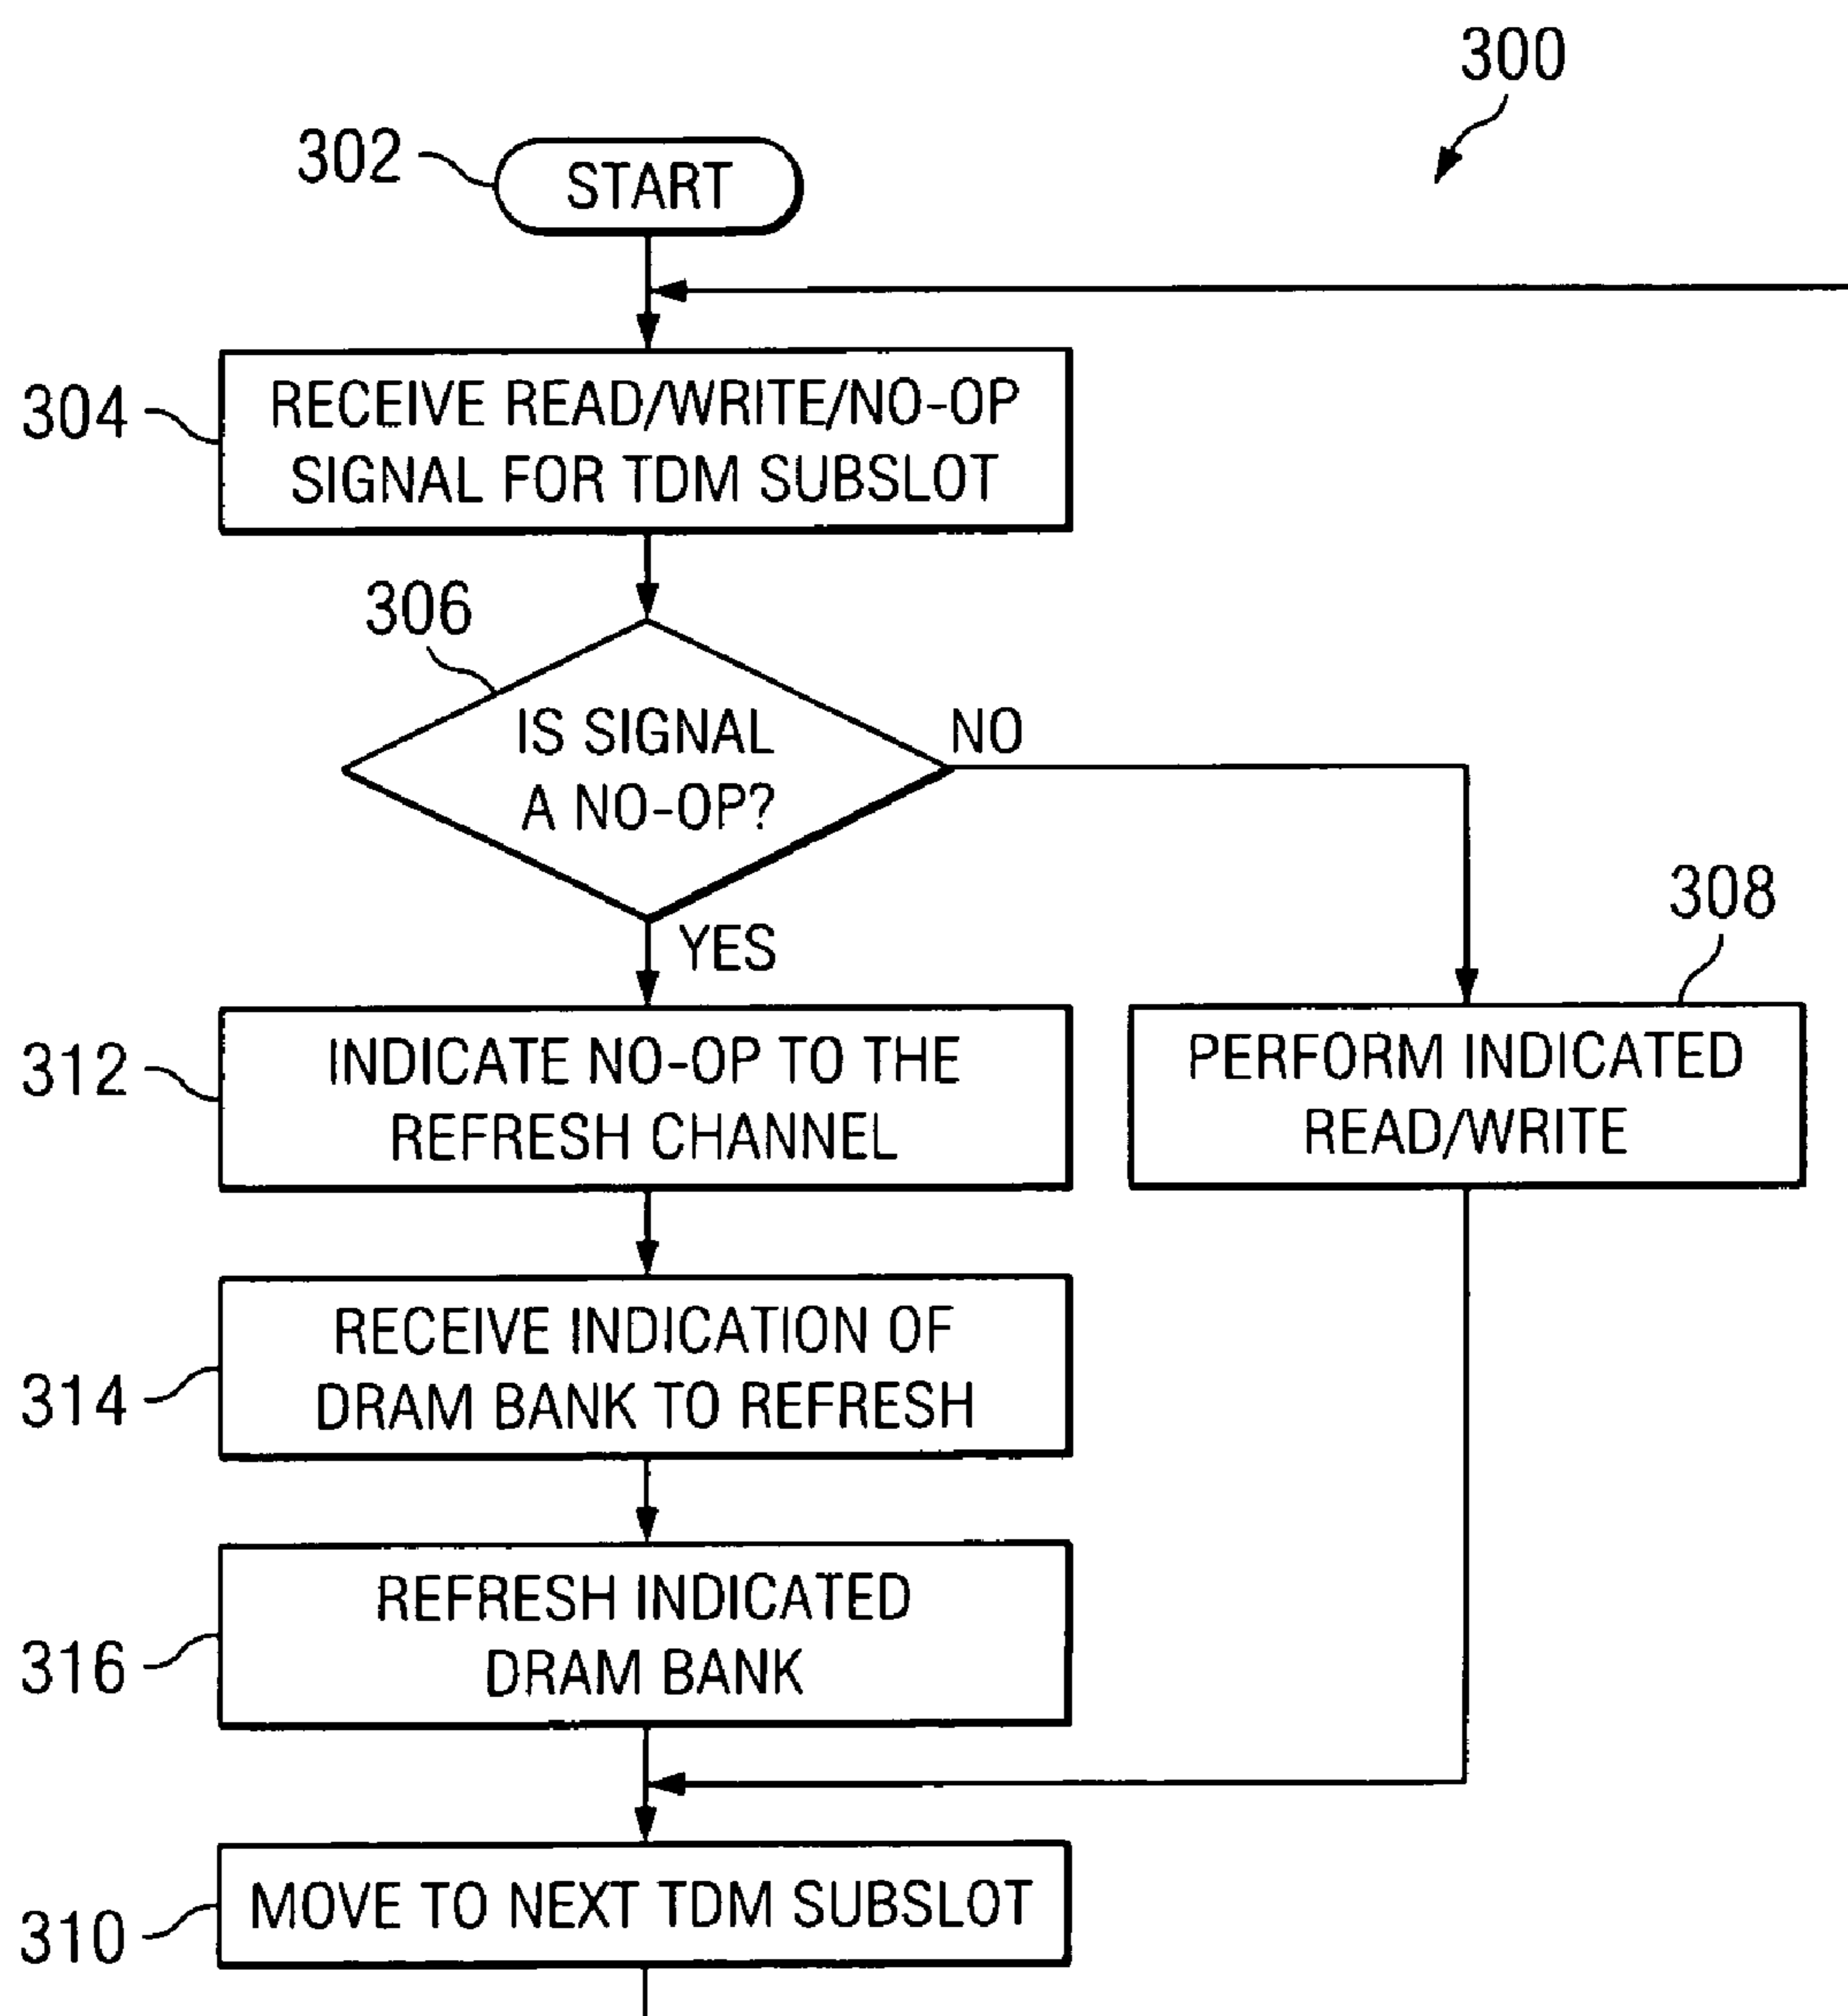 300
302
START
304
RECEIVE READ/WRITE/NO-OP
SIGNAL FOR TDM SUBSLOT
306
IS SIGNAL
A NO-OP?
NO
YES
308
312
INDICATE NO-OP TO THE
REFRESH CHANNEL
PERFORM INDICATED
READ/WRITE
314
RECEIVE INDICATION OF
DRAM BANK TO REFRESH
316
REFRESH INDICATED
DRAM BANK
310
MOVE TO NEXT TDM SUBSLOT